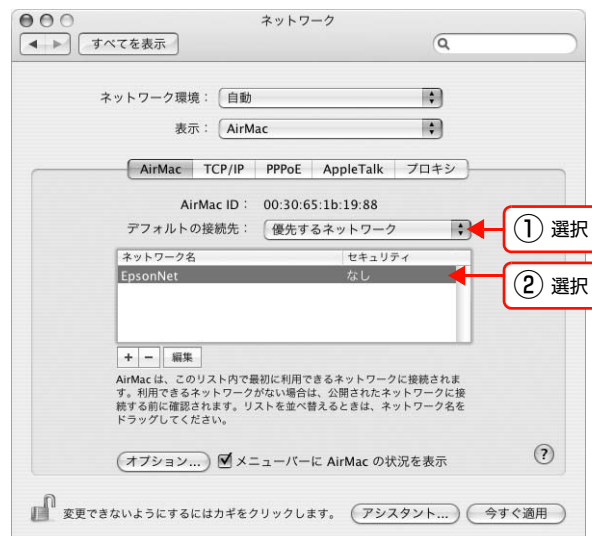 ネットワーク
すべてを表示
ネットワーク環境： 自動
表示： AirMac
AirMac TCP/IP PPPoE AppleTalk プロキシ
AirMac ID： 00:30:65:1b:19:88
デフォルトの接続先： 優先するネットワーク
① 選択
ネットワーク名 セキュリティ
EpsonNet なし
② 選択
+ − 編集
AirMac は、このリスト内で最初に利用できるネットワークに接続されま
す。利用できるネットワークがない場合は、公開されたネットワークに接
続する前に確認されます。リストを並べ替えるときは、ネットワーク名を
ドラッグしてください。
オプション... メニューバーに AirMac の状況を表示 ?
変更できないようにするにはカギをクリックします。 アシスタント... 今すぐ適用